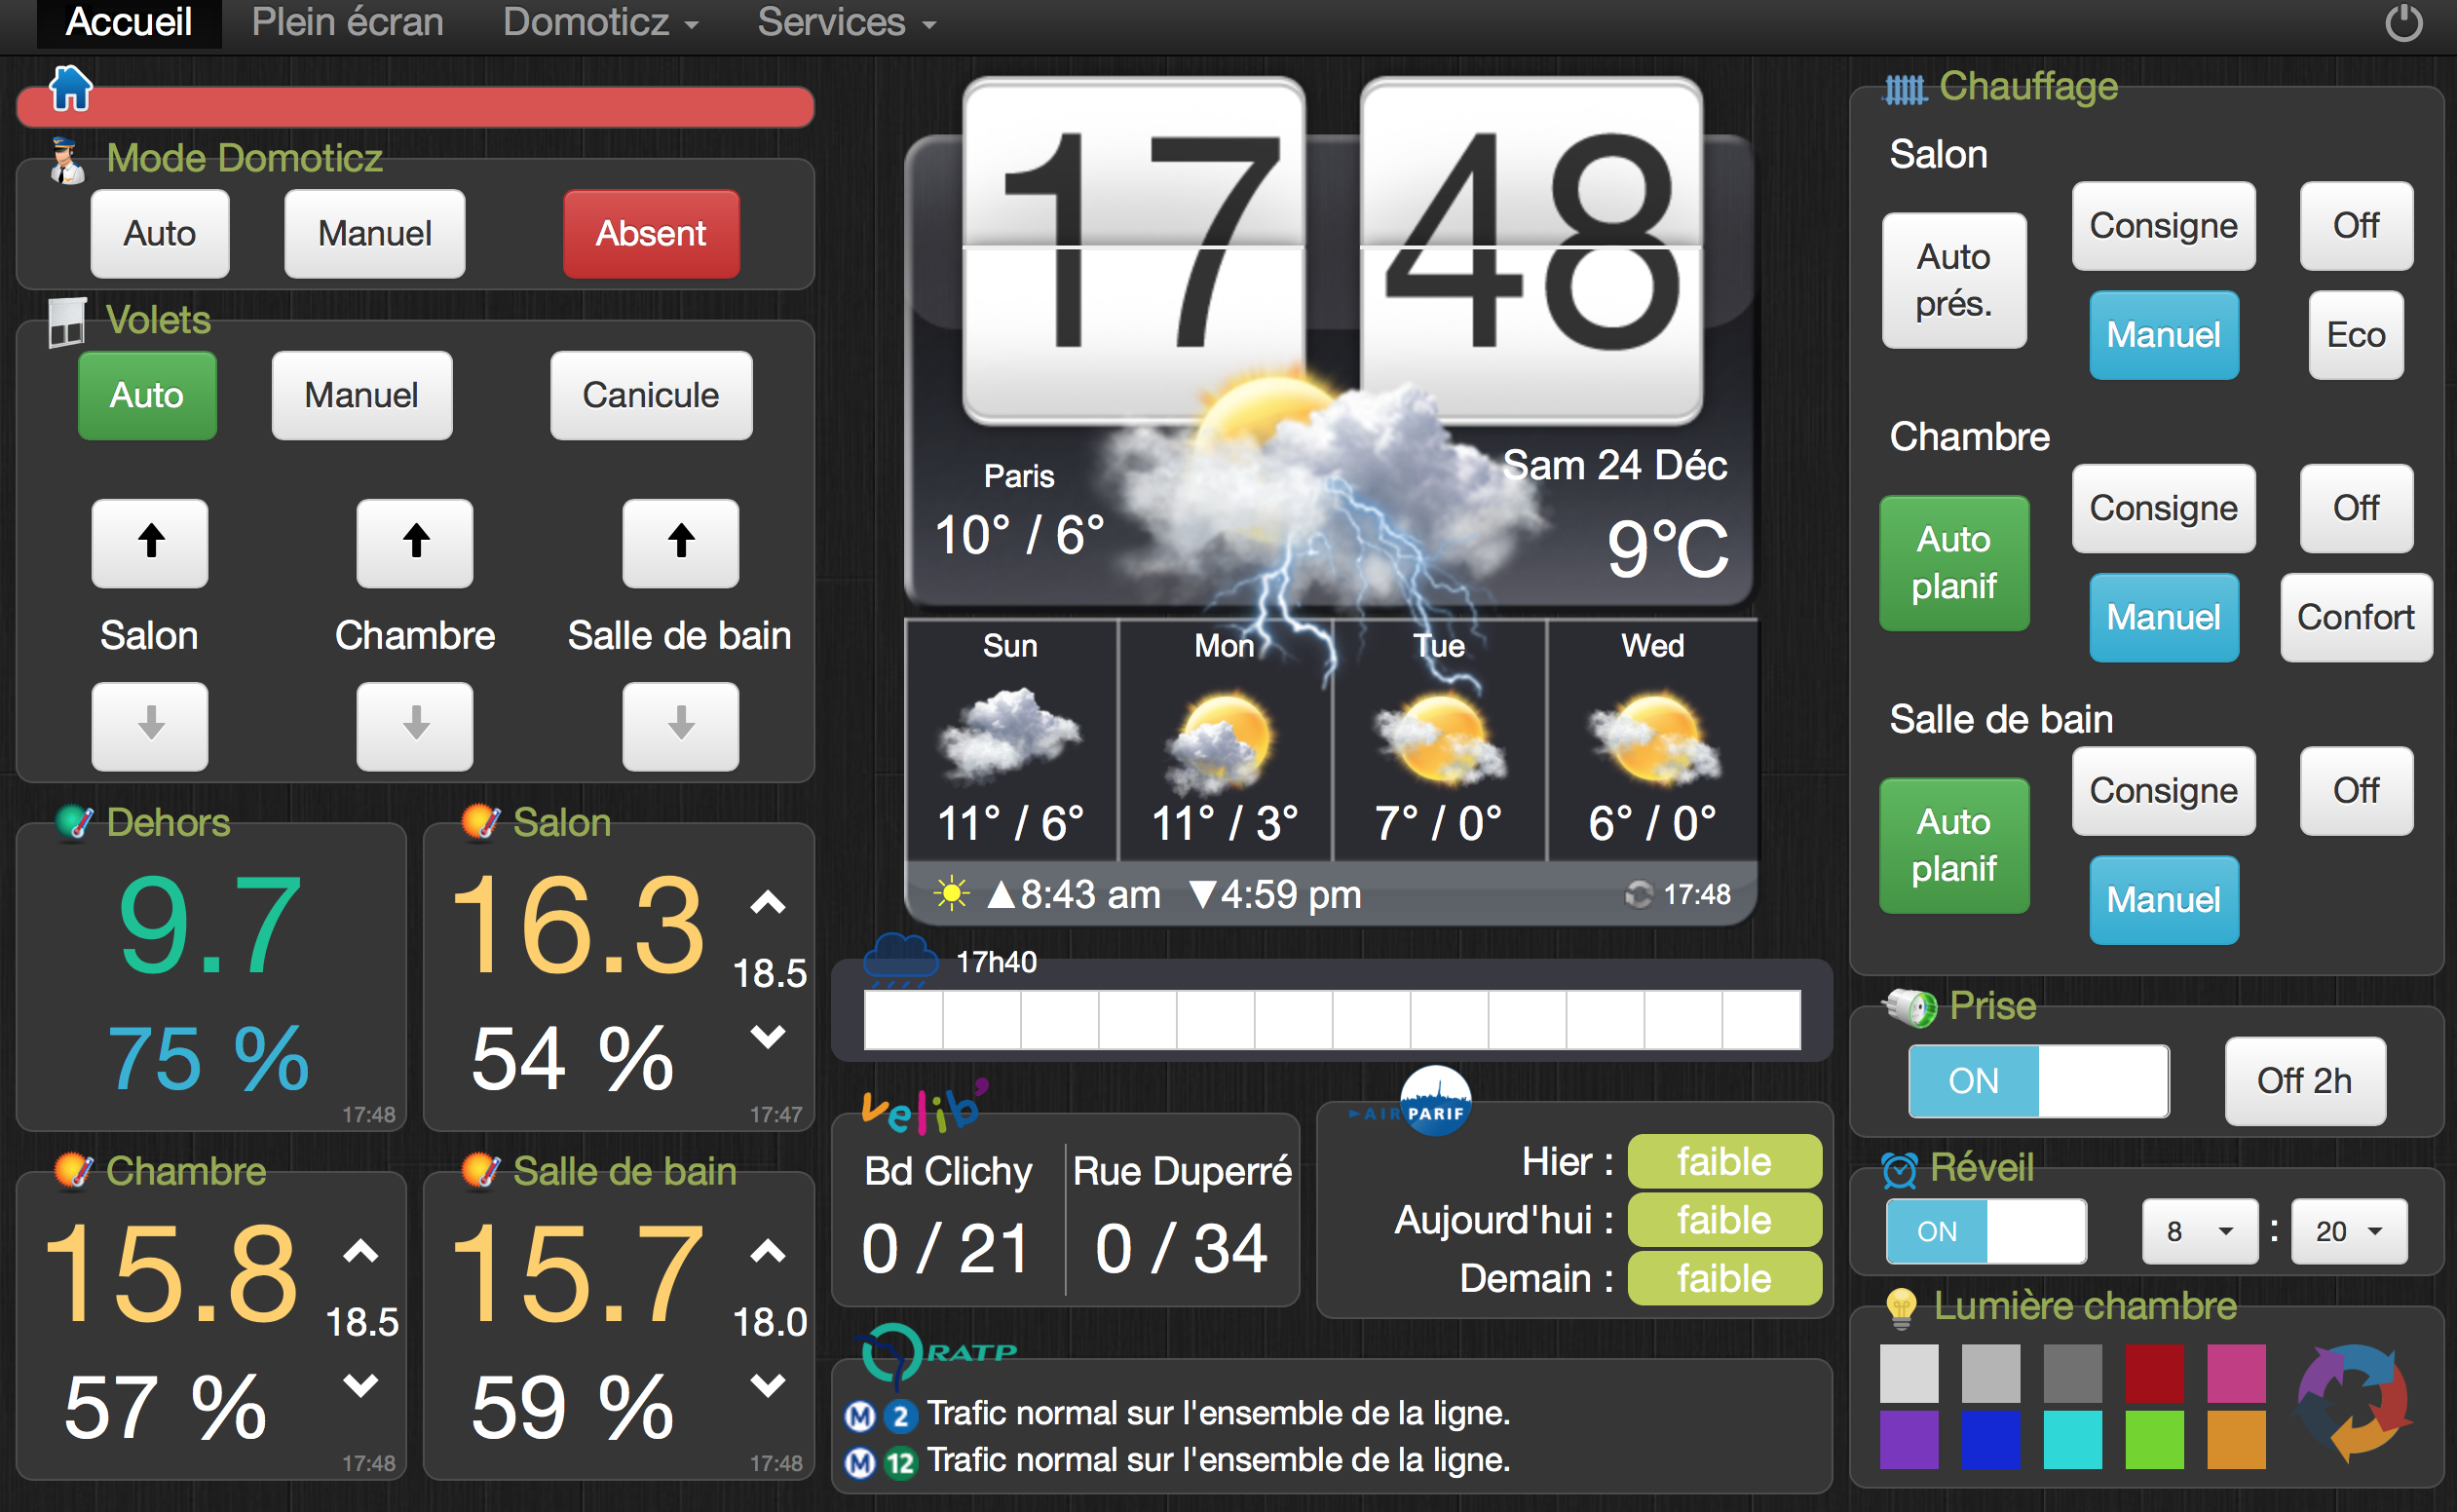 Accueil
Plein écran
Domoticz
Services
Mode Domoticz
Auto
Manuel
Absent
Volets
Auto
Manuel
Canicule
Salon
Chambre
Salle de bain
Dehors
9.7
75 %
17:48
Salon
16.3
18.5
54 %
17:47
Chambre
15.8
18.5
57 %
17:48
Salle de bain
15.7
18.0
59 %
17:48
17 48
Paris
10° / 6°
Sam 24 Déc
9°C
Sun
Mon
Tue
Wed
11° / 6°
11° / 3°
7° / 0°
6° / 0°
▲8:43 am ▼4:59 pm
17:48
17h40
velib'
Bd Clichy
0 / 21
Rue Duperré
0 / 34
AIRPARIF
Hier : faible
Aujourd'hui : faible
Demain : faible
RATP
M 2 Trafic normal sur l'ensemble de la ligne.
M 12 Trafic normal sur l'ensemble de la ligne.
Chauffage
Salon
Auto
prés.
Consigne
Off
Manuel
Eco
Chambre
Auto
planif
Consigne
Off
Manuel
Confort
Salle de bain
Auto
planif
Consigne
Off
Manuel
Prise
ON
Off 2h
Réveil
ON
8 : 20
Lumière chambre